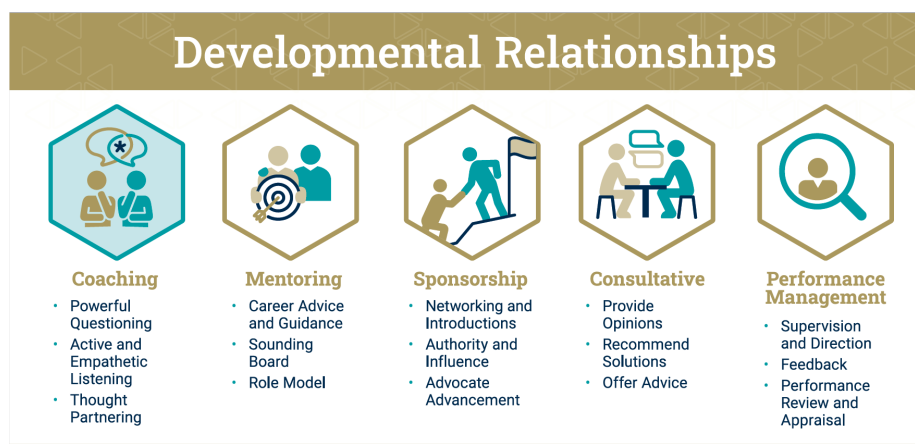 Developmental Relationships
Coaching
• Powerful
Questioning
• Active and
Empathetic
Listening
• Thought
Partnering
Mentoring
• Career Advice
and Guidance
• Sounding
Board
• Role Model
Sponsorship
• Networking and
Introductions
• Authority and
Influence
• Advocate
Advancement
Consultative
• Provide
Opinions
• Recommend
Solutions
• Offer Advice
Performance
Management
• Supervision
and Direction
• Feedback
• Performance
Review and
Appraisal